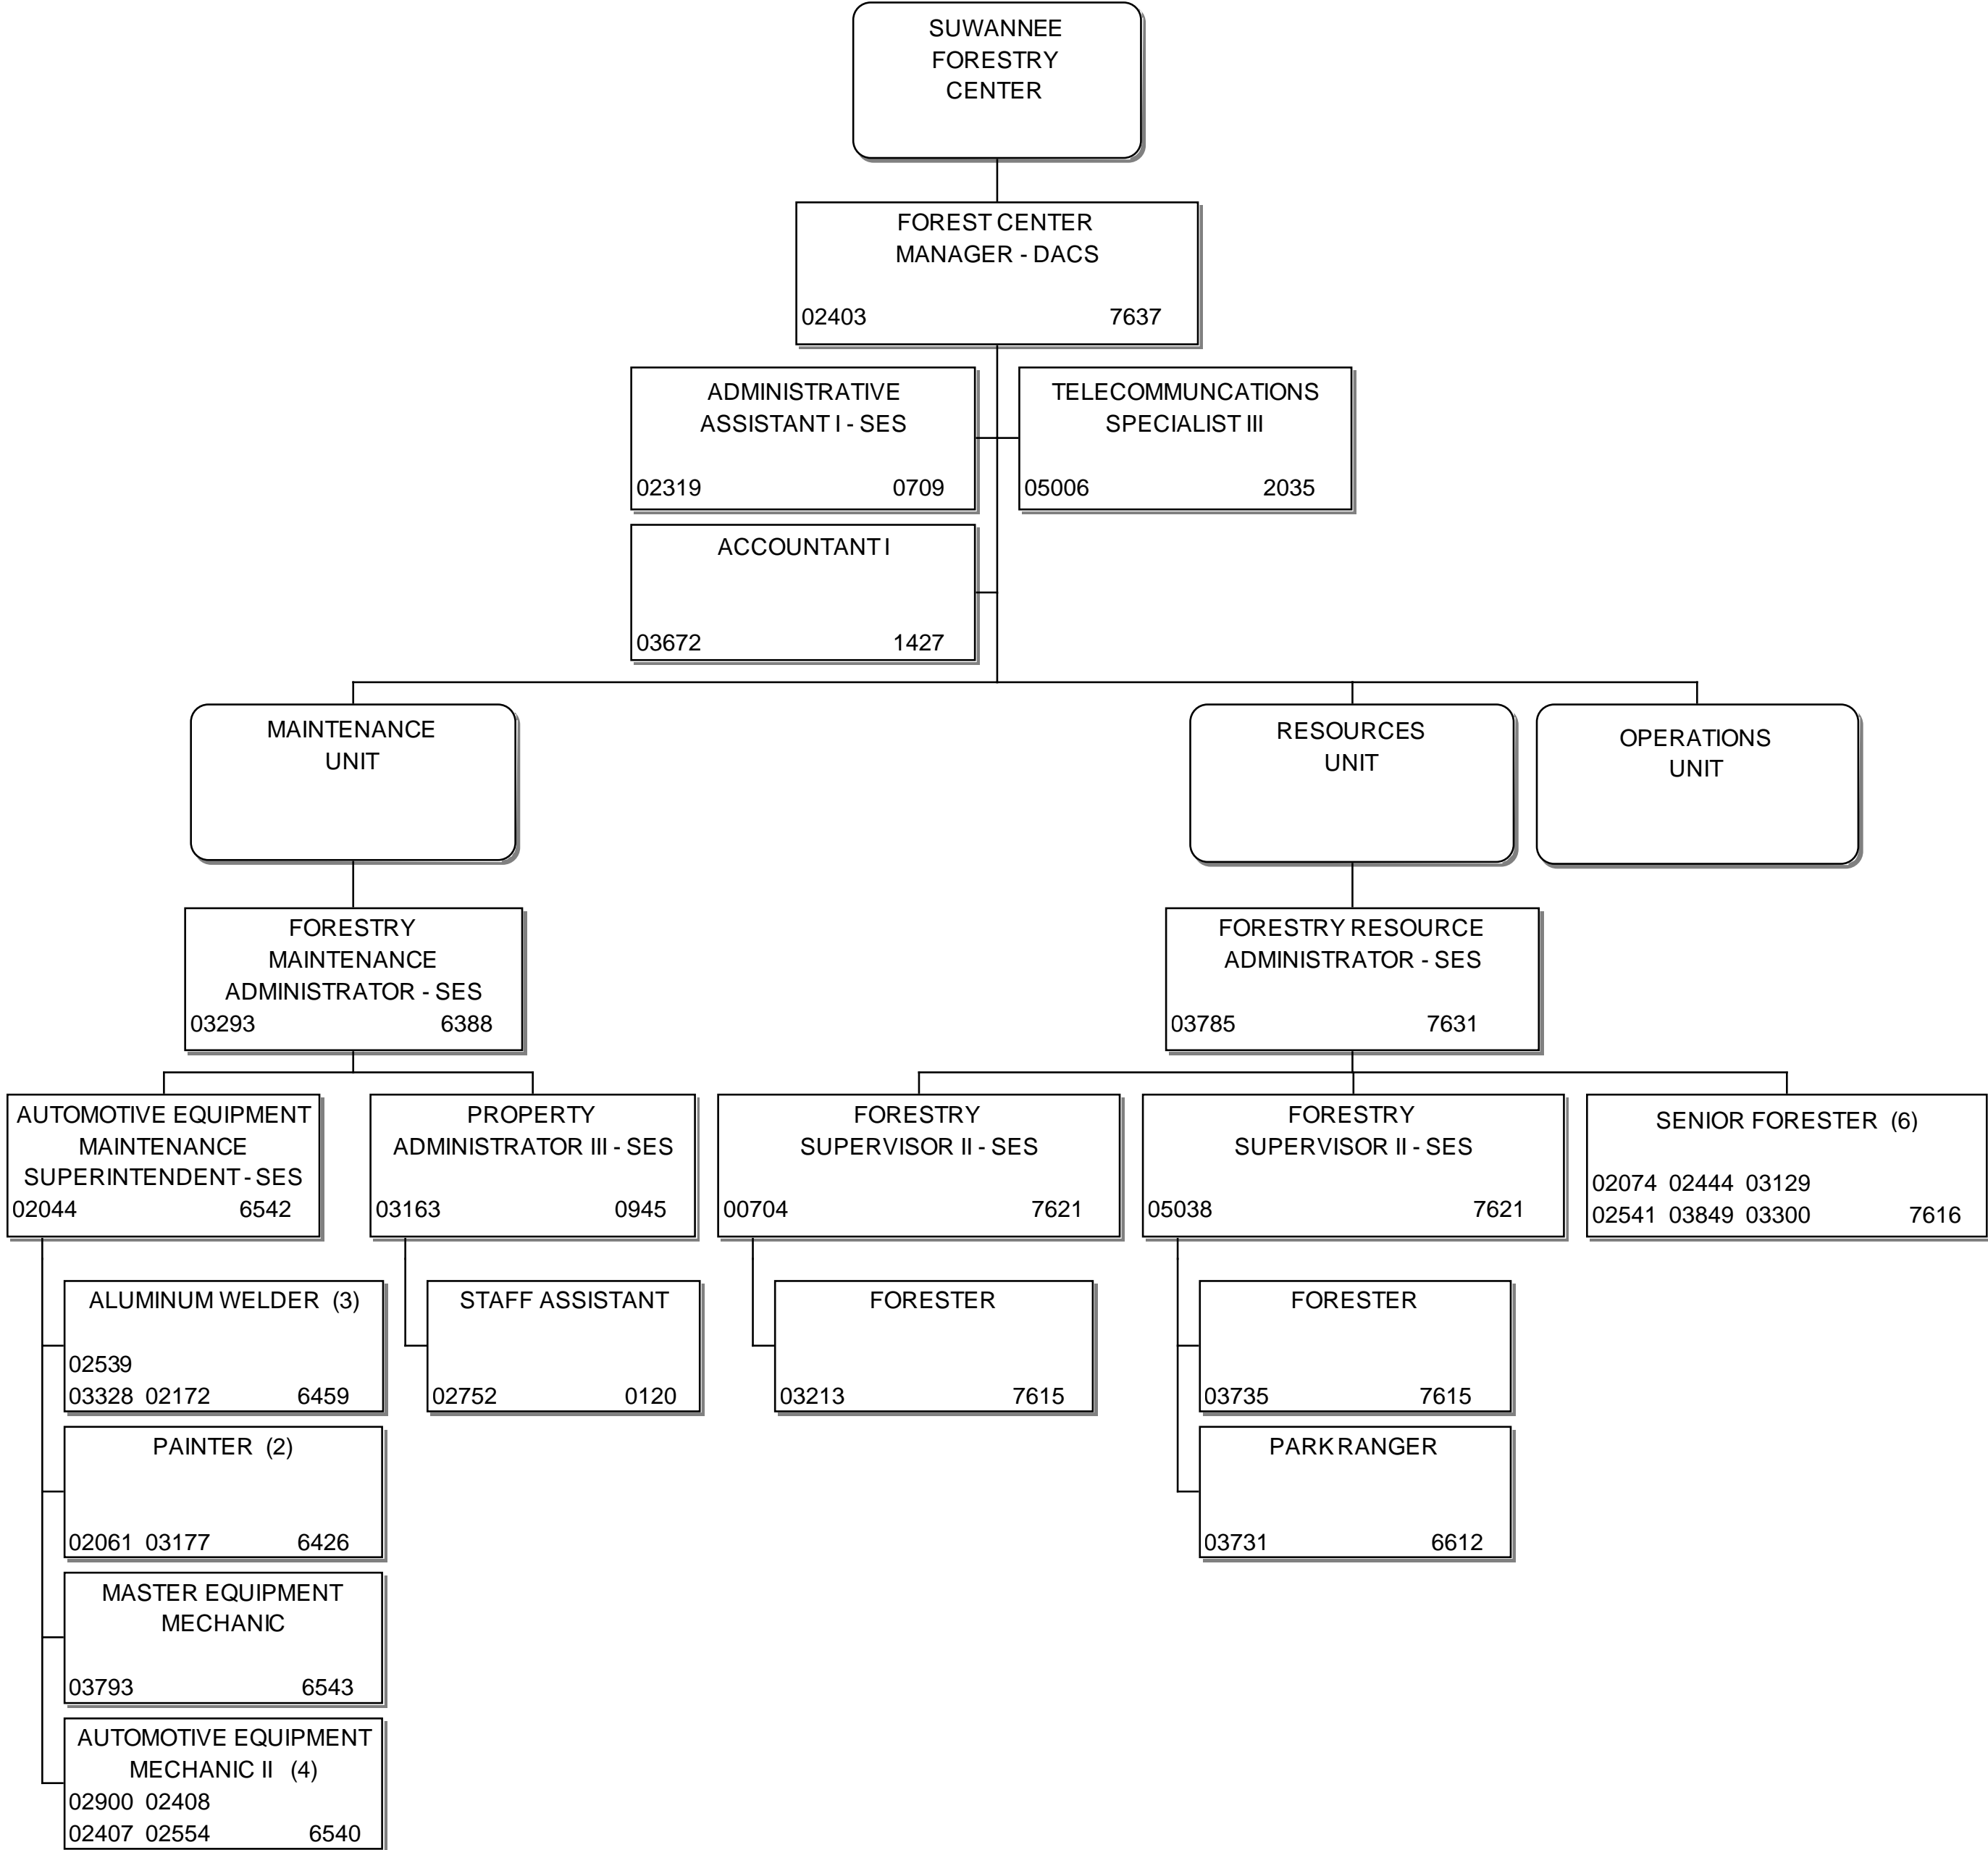 SUWANNEE
FORESTRY
CENTER
FOREST CENTER
MANAGER - DACS
02403 7637
ADMINISTRATIVE
ASSISTANT I - SES
02319 0709
TELECOMMUNCATIONS
SPECIALIST III
05006 2035
ACCOUNTANT I
03672 1427
MAINTENANCE
UNIT
RESOURCES
UNIT
OPERATIONS
UNIT
FORESTRY
MAINTENANCE
ADMINISTRATOR - SES
03293 6388
FORESTRY RESOURCE
ADMINISTRATOR - SES
03785 7631
AUTOMOTIVE EQUIPMENT
MAINTENANCE
SUPERINTENDENT - SES
02044 6542
PROPERTY
ADMINISTRATOR III - SES
03163 0945
FORESTRY
SUPERVISOR II - SES
00704 7621
FORESTRY
SUPERVISOR II - SES
05038 7621
SENIOR FORESTER (6)
02074 02444 03129
02541 03849 03300 7616
ALUMINUM WELDER (3)
02539
03328 02172 6459
STAFF ASSISTANT
02752 0120
FORESTER
03213 7615
FORESTER
03735 7615
PAINTER (2)
02061 03177 6426
PARK RANGER
03731 6612
MASTER EQUIPMENT
MECHANIC
03793 6543
AUTOMOTIVE EQUIPMENT
MECHANIC II (4)
02900 02408
02407 02554 6540